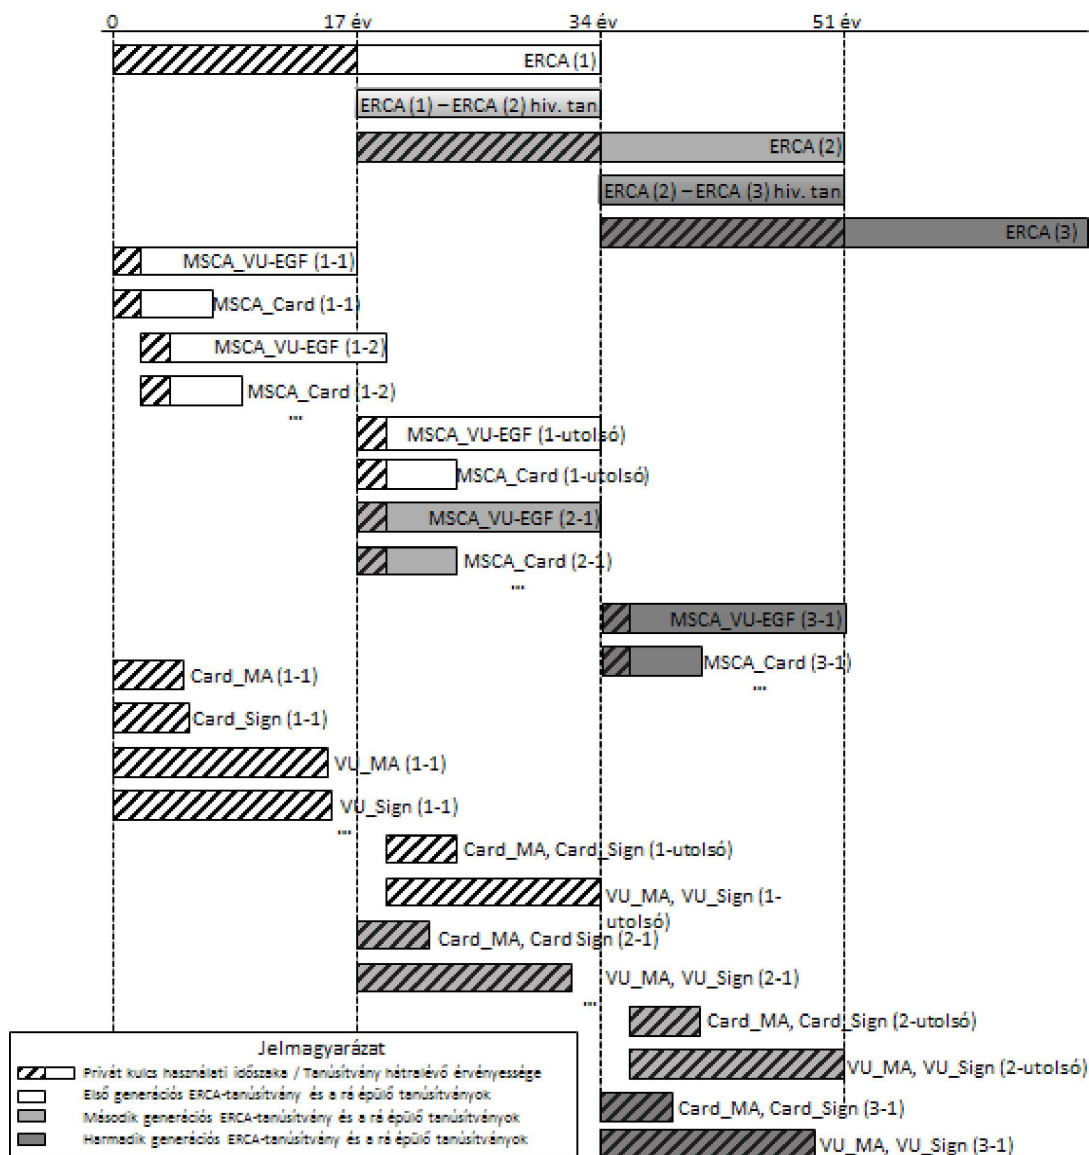 0 17 év 34 év 51 év
ERCA (1)
ERCA (1) – ERCA (2) hiv. tan
ERCA (2)
ERCA (2) – ERCA (3) hiv. tan
ERCA (3)
MSCA_VU-EGF (1-1)
MSCA_Card (1-1)
MSCA_VU-EGF (1-2)
MSCA_Card (1-2)
...
MSCA_VU-EGF (1-utolsó)
MSCA_Card (1-utolsó)
MSCA_VU-EGF (2-1)
MSCA_Card (2-1)
...
MSCA_VU-EGF (3-1)
MSCA_Card (3-1)
...
Card_MA (1-1)
Card_Sign (1-1)
VU_MA (1-1)
VU_Sign (1-1)
...
Card_MA, Card_Sign (1-utolsó)
VU_MA, VU_Sign (1-
utolsó)
Card_MA, Card Sign (2-1)
VU_MA, VU_Sign (2-1)
...
Card_MA, Card_Sign (2-utolsó)
VU_MA, VU_Sign (2-utolsó)
Card_MA, Card_Sign (3-1)
VU_MA, VU_Sign (3-1)
Jelmagyarázat
Privát kulcs használati időszaka / Tanúsítvány hátralévő érvényessége
Első generációs ERCA-tanúsítvány és a rá épülő tanúsítványok
Második generációs ERCA-tanúsítvány és a rá épülő tanúsítványok
Harmadik generációs ERCA-tanúsítvány és a rá épülő tanúsítványok